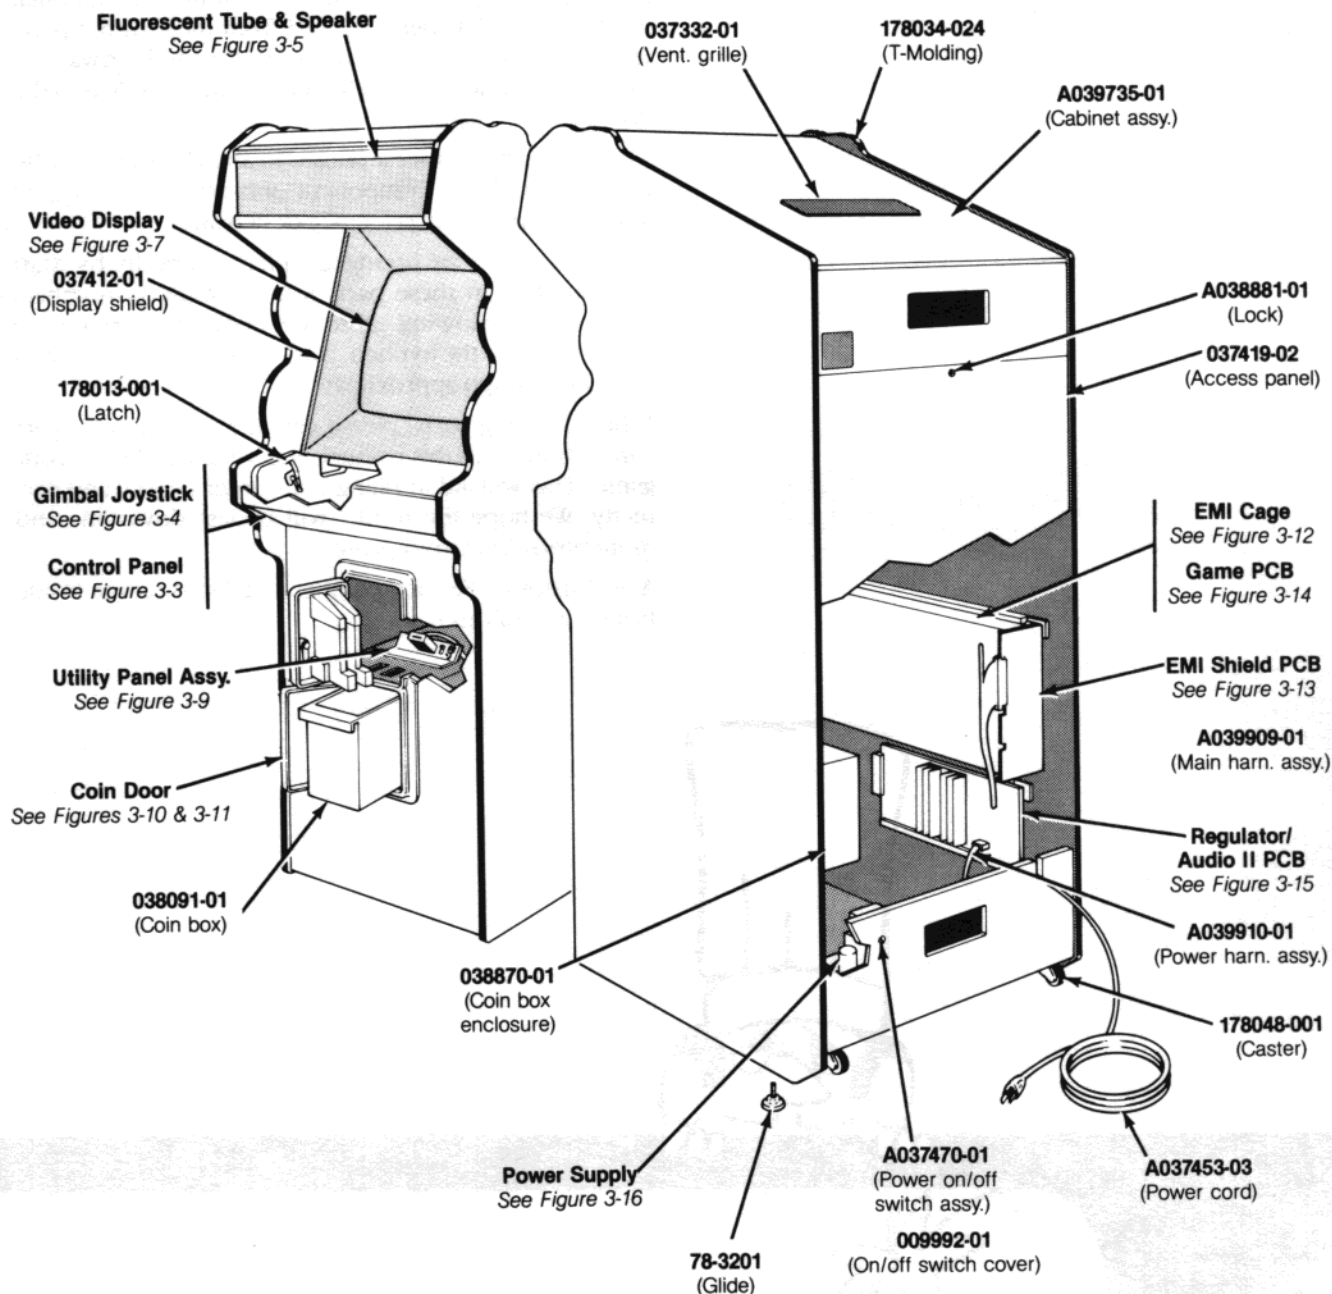 Fluorescent Tube & Speaker
See Figure 3-5
037332-01
(Vent. grille)
178034-024
(T-Molding)
A039735-01
(Cabinet assy.)
Video Display
See Figure 3-7
037412-01
(Display shield)
178013-001
(Latch)
Gimbal Joystick
See Figure 3-4
Control Panel
See Figure 3-3
Utility Panel Assy.
See Figure 3-9
Coin Door
See Figures 3-10 & 3-11
038091-01
(Coin box)
A038881-01
(Lock)
037419-02
(Access panel)
EMI Cage
See Figure 3-12
Game PCB
See Figure 3-14
EMI Shield PCB
See Figure 3-13
A039909-01
(Main harn. assy.)
Regulator/
Audio II PCB
See Figure 3-15
A039910-01
(Power harn. assy.)
178048-001
(Caster)
038870-01
(Coin box
enclosure)
Power Supply
See Figure 3-16
78-3201
(Glide)
A037470-01
(Power on/off
switch assy.)
009992-01
(On/off switch cover)
A037453-03
(Power cord)